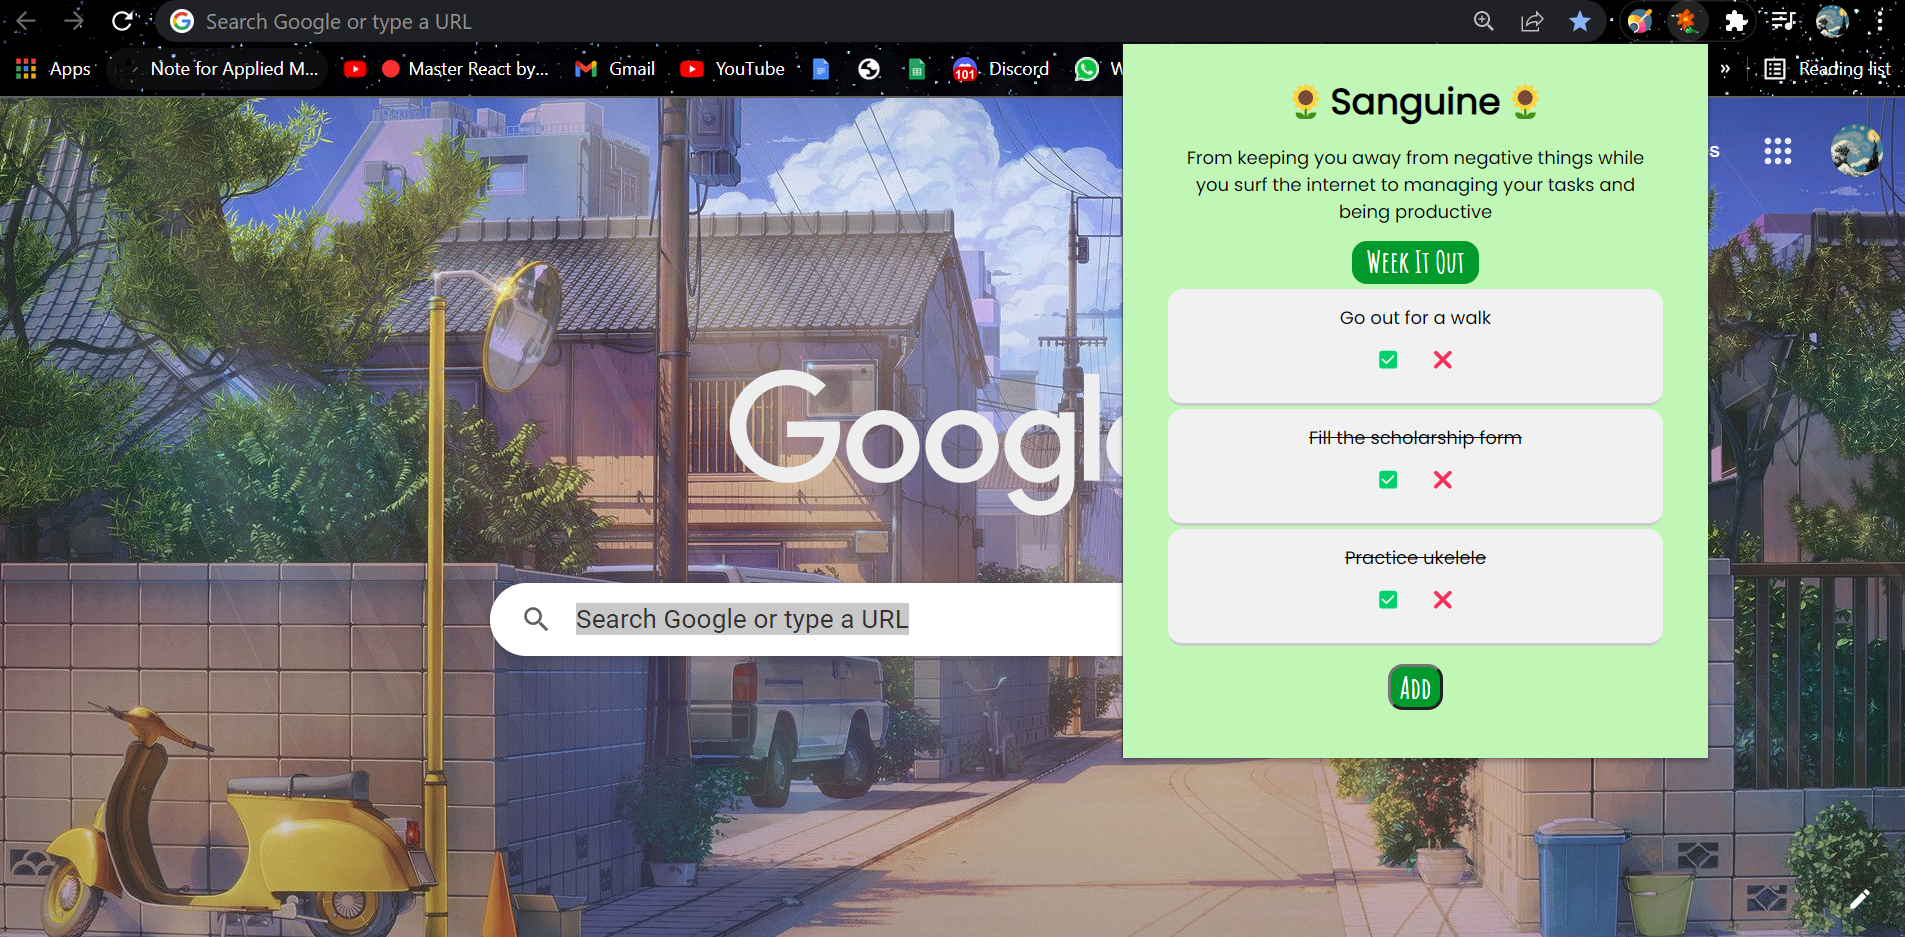 Search Google or type a URL
Apps
Note for Applied M...
Master React by...
Gmail
YouTube
101
Discord
W
»
Reading list
🌻 Sanguine 🌻
From keeping you away from negative things while
you surf the internet to managing your tasks and
being productive
Week It Out
Go out for a walk
Fill the scholarship form
Practice ukelele
Add
s
Google
Search Google or type a URL